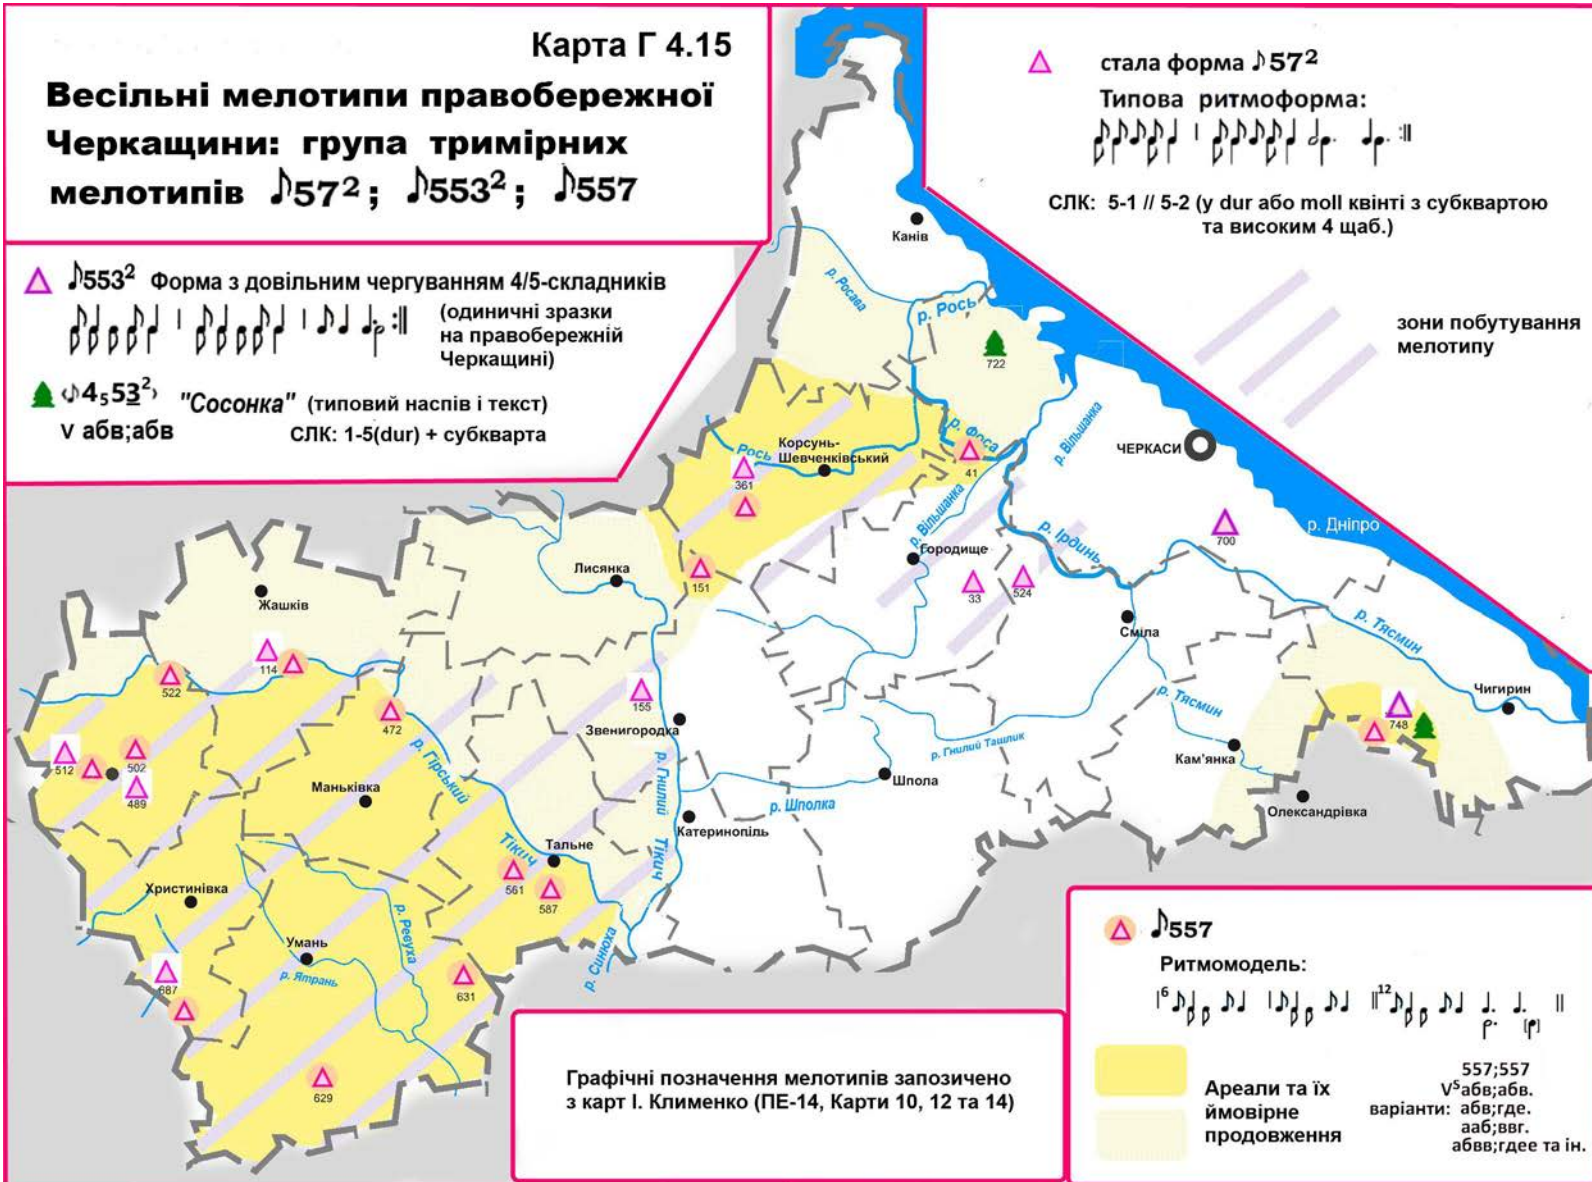 Карта Г 4.15
Весільні мелотипи правобережної
Черкащини: група тримірних
мелотипів ♪57²; ♪553²; ♪557
♪553² Форма з довільним чергуванням 4/5-складників
(одиничні зразки
на правобережній
Черкащині)
‹♪4₅53²› "Сосонка" (типовий наспів і текст)
V абв;абв СЛК: 1-5(dur) + субкварта
стала форма ♪57²
Типова ритмоформа:
СЛК: 5-1 // 5-2 (у dur або moll квінті з субквартою
та високим 4 щаб.)
зони побутування
мелотипу
Канів
р. Росава
р. Рось
722
р. Фоса
41
Корсунь-
Шевченківський
Рось
361
р. Вільшанка
р. Вільшанка
ЧЕРКАСИ
р. Дніпро
700
р. Ірдинь
Городище
33
524
151
Лисянка
Жашків
114
522
472
155
Сміла
р. Тясмин
р. Тясмин
Чигирин
748
Звенигородка
р. Гнилий
Тікич
р. Гірський
Тікич
512
502
489
Маньківка
р. Гнилий Ташлик
Кам'янка
Шпола
р. Шполка
Олександрівка
Катеринопіль
Тальне
561
587
Христинівка
р. Ревуха
Умань
р. Ятрань
р. Синюха
687
631
629
Графічні позначення мелотипів запозичено
з карт І. Клименко (ПЕ-14, Карти 10, 12 та 14)
♪557
Ритмомодель:
6
12
Ареали та їх
ймовірне
продовження
557;557
Vˢабв;абв.
варіанти: абв;где.
ааб;ввг.
абвв;гдее та ін.